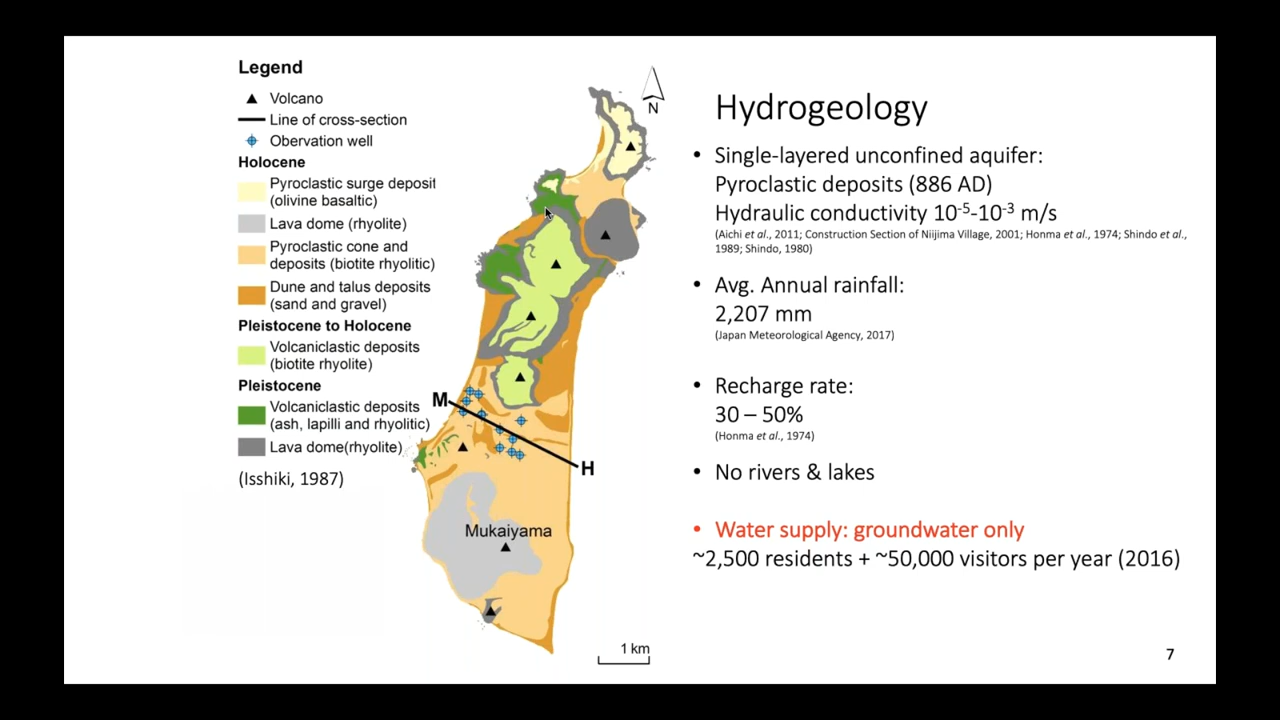 Legend
Volcano
Line of cross-section
Obervation well
Holocene
Pyroclastic surge deposit
(olivine basaltic)
Lava dome (rhyolite)
Pyroclastic cone and
deposits (biotite rhyolitic)
Dune and talus deposits
(sand and gravel)
Pleistocene to Holocene
Volcaniclastic deposits
(biotite rhyolite)
Pleistocene
Volcaniclastic deposits
(ash, lapilli and rhyolitic)
Lava dome(rhyolite)
(Isshiki, 1987)
N
M
H
Mukaiyama
1 km
Hydrogeology
• Single-layered unconfined aquifer:
Pyroclastic deposits (886 AD)
Hydraulic conductivity 10⁻⁵-10⁻³ m/s
(Aichi et al., 2011; Construction Section of Niijima Village, 2001; Honma et al., 1974; Shindo et al.,
1989; Shindo, 1980)
• Avg. Annual rainfall:
2,207 mm
(Japan Meteorological Agency, 2017)
• Recharge rate:
30 – 50%
(Honma et al., 1974)
• No rivers & lakes
• Water supply: groundwater only
~2,500 residents + ~50,000 visitors per year (2016)
7